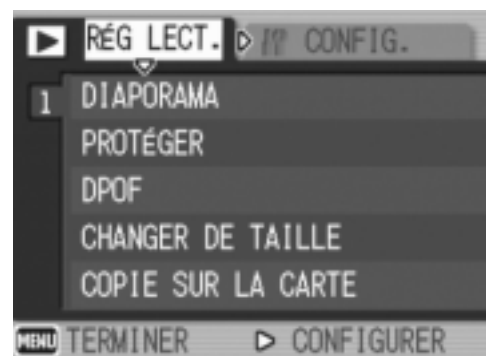 RÉG LECT. CONFIG.
1 DIAPORAMA
PROTÉGER
DPOF
CHANGER DE TAILLE
COPIE SUR LA CARTE
MENU TERMINER CONFIGURER